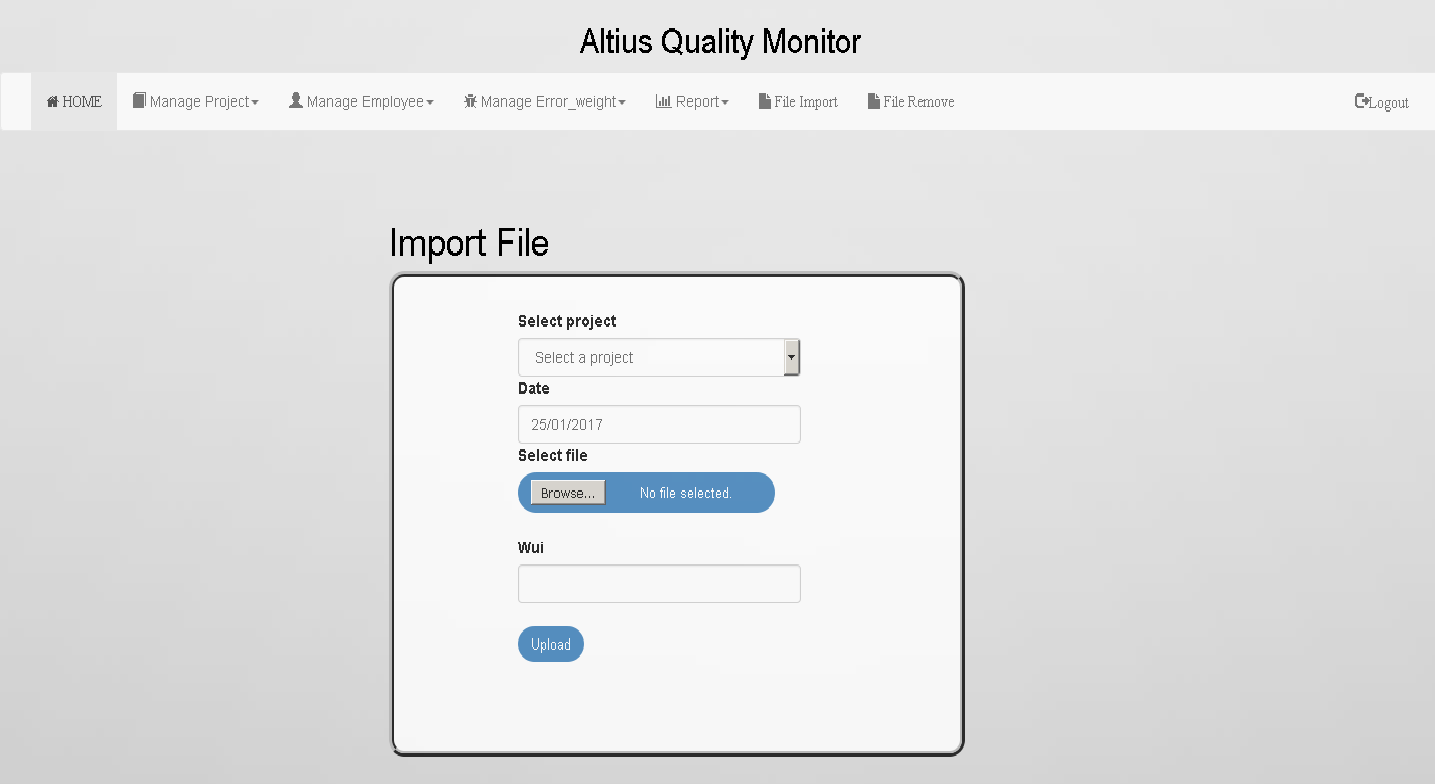 Altius Quality Monitor
HOME Manage Project Manage Employee Manage Error_weight Report File Import File Remove Logout
Import File
Select project
Select a project
Date
25/01/2017
Select file
Browse... No file selected.
Wui
Upload